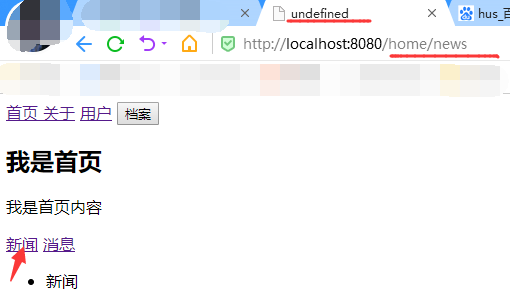 undefined
hus_百
http://localhost:8080/home/news
首页 关于 用户 档案
我是首页
我是首页内容
新闻 消息
新闻